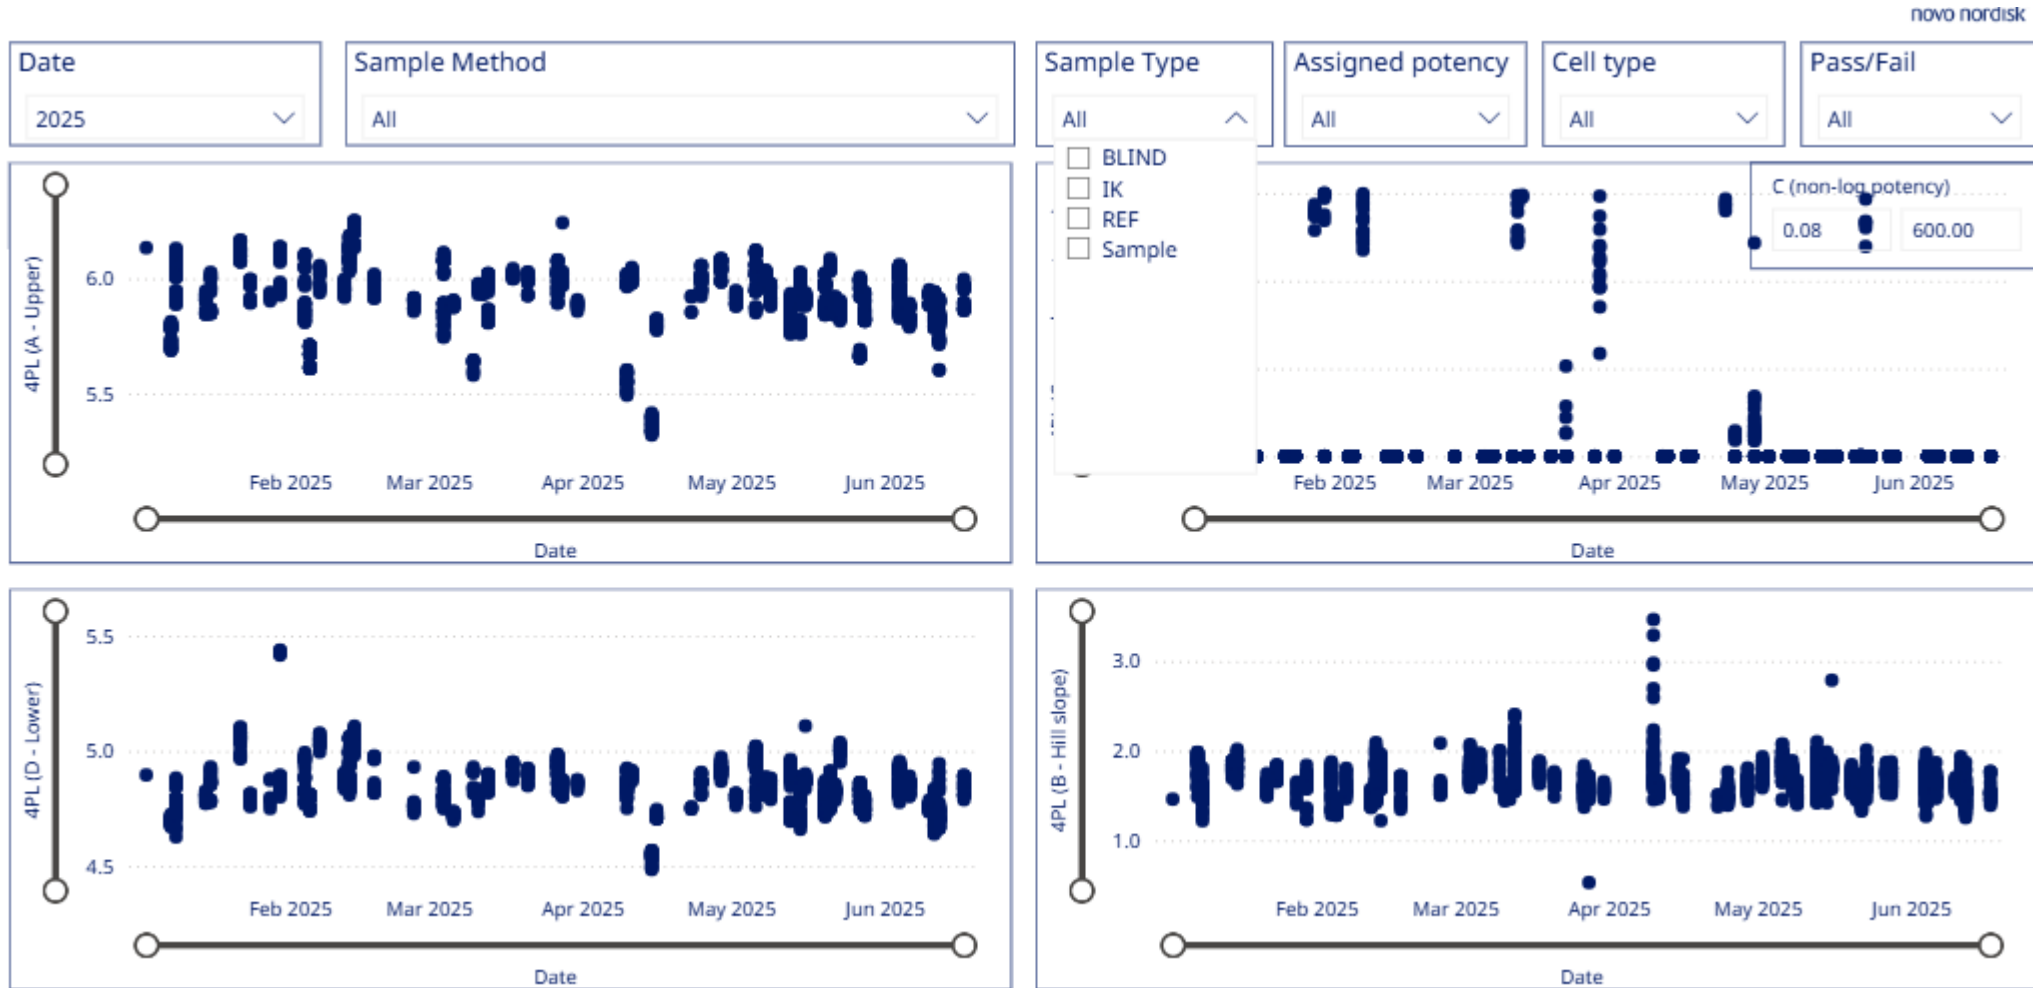 novo nordisk
Date
2025
Sample Method
All
Sample Type
All
BLIND
IK
REF
Sample
Assigned potency
All
Cell type
All
Pass/Fail
All
4PL (A - Upper)
6.0
5.5
Feb 2025 Mar 2025 Apr 2025 May 2025 Jun 2025
Date
C (non-log potency)
0.08 600.00
Feb 2025 Mar 2025 Apr 2025 May 2025 Jun 2025
Date
4PL (D - Lower)
5.5
5.0
4.5
Feb 2025 Mar 2025 Apr 2025 May 2025 Jun 2025
Date
4PL (B - Hill slope)
3.0
2.0
1.0
Feb 2025 Mar 2025 Apr 2025 May 2025 Jun 2025
Date